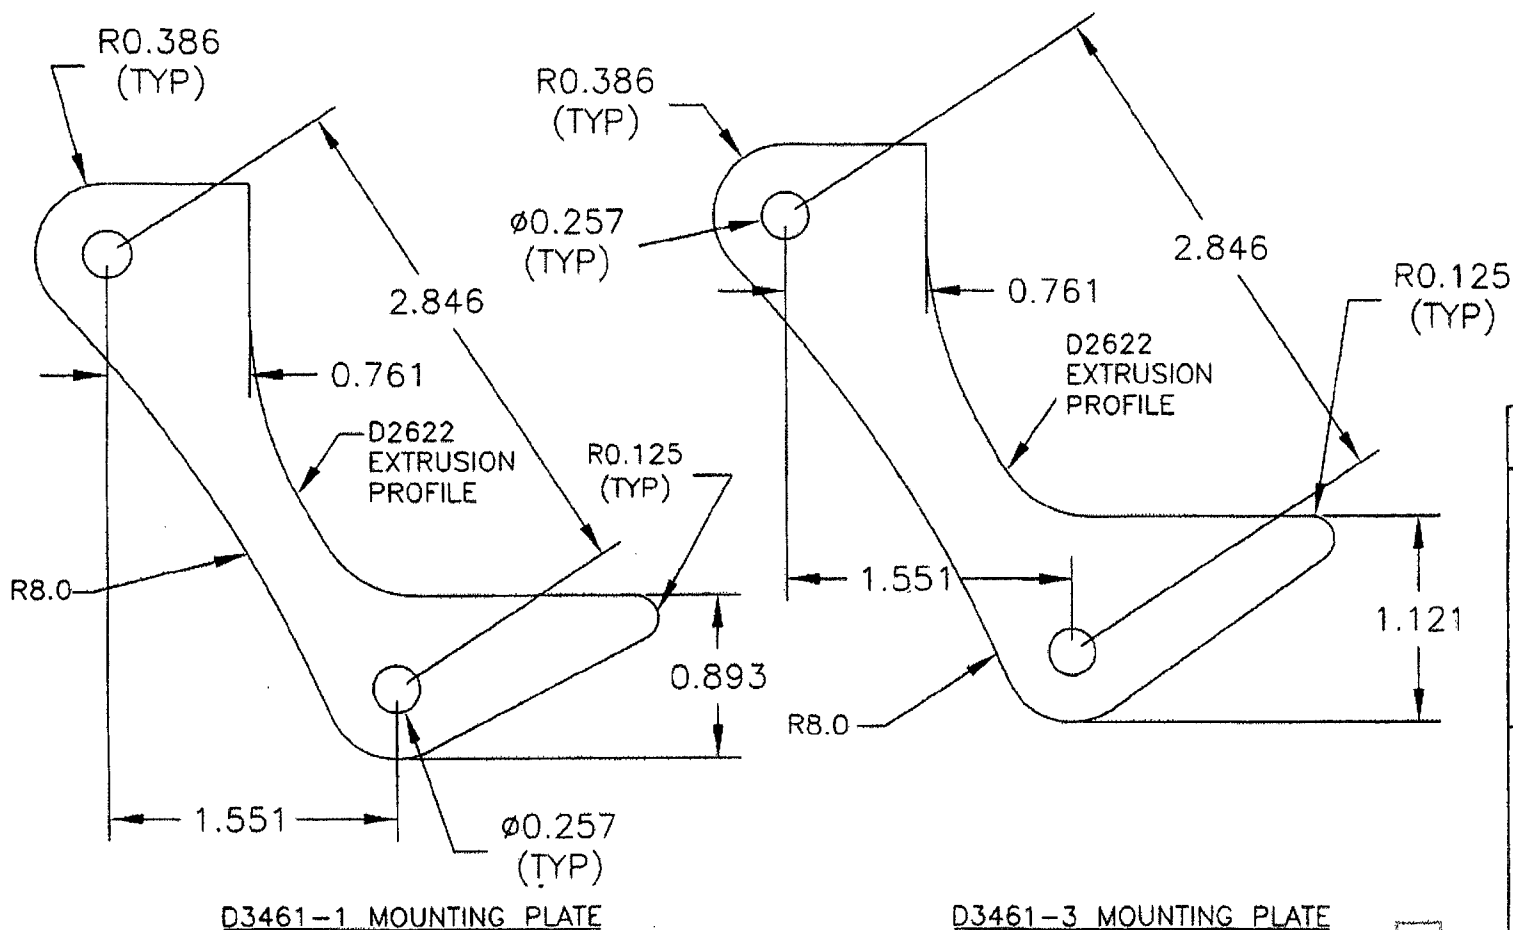 R0.386
(TYP)
2.846
0.761
D2622
EXTRUSION
PROFILE
R0.125
(TYP)
R8.0
0.893
1.551
ø0.257
(TYP)
D3461-1 MOUNTING PLATE
R0.386
(TYP)
ø0.257
(TYP)
2.846
0.761
R0.125
(TYP)
D2622
EXTRUSION
PROFILE
1.551
1.121
R8.0
D3461-3 MOUNTING PLATE